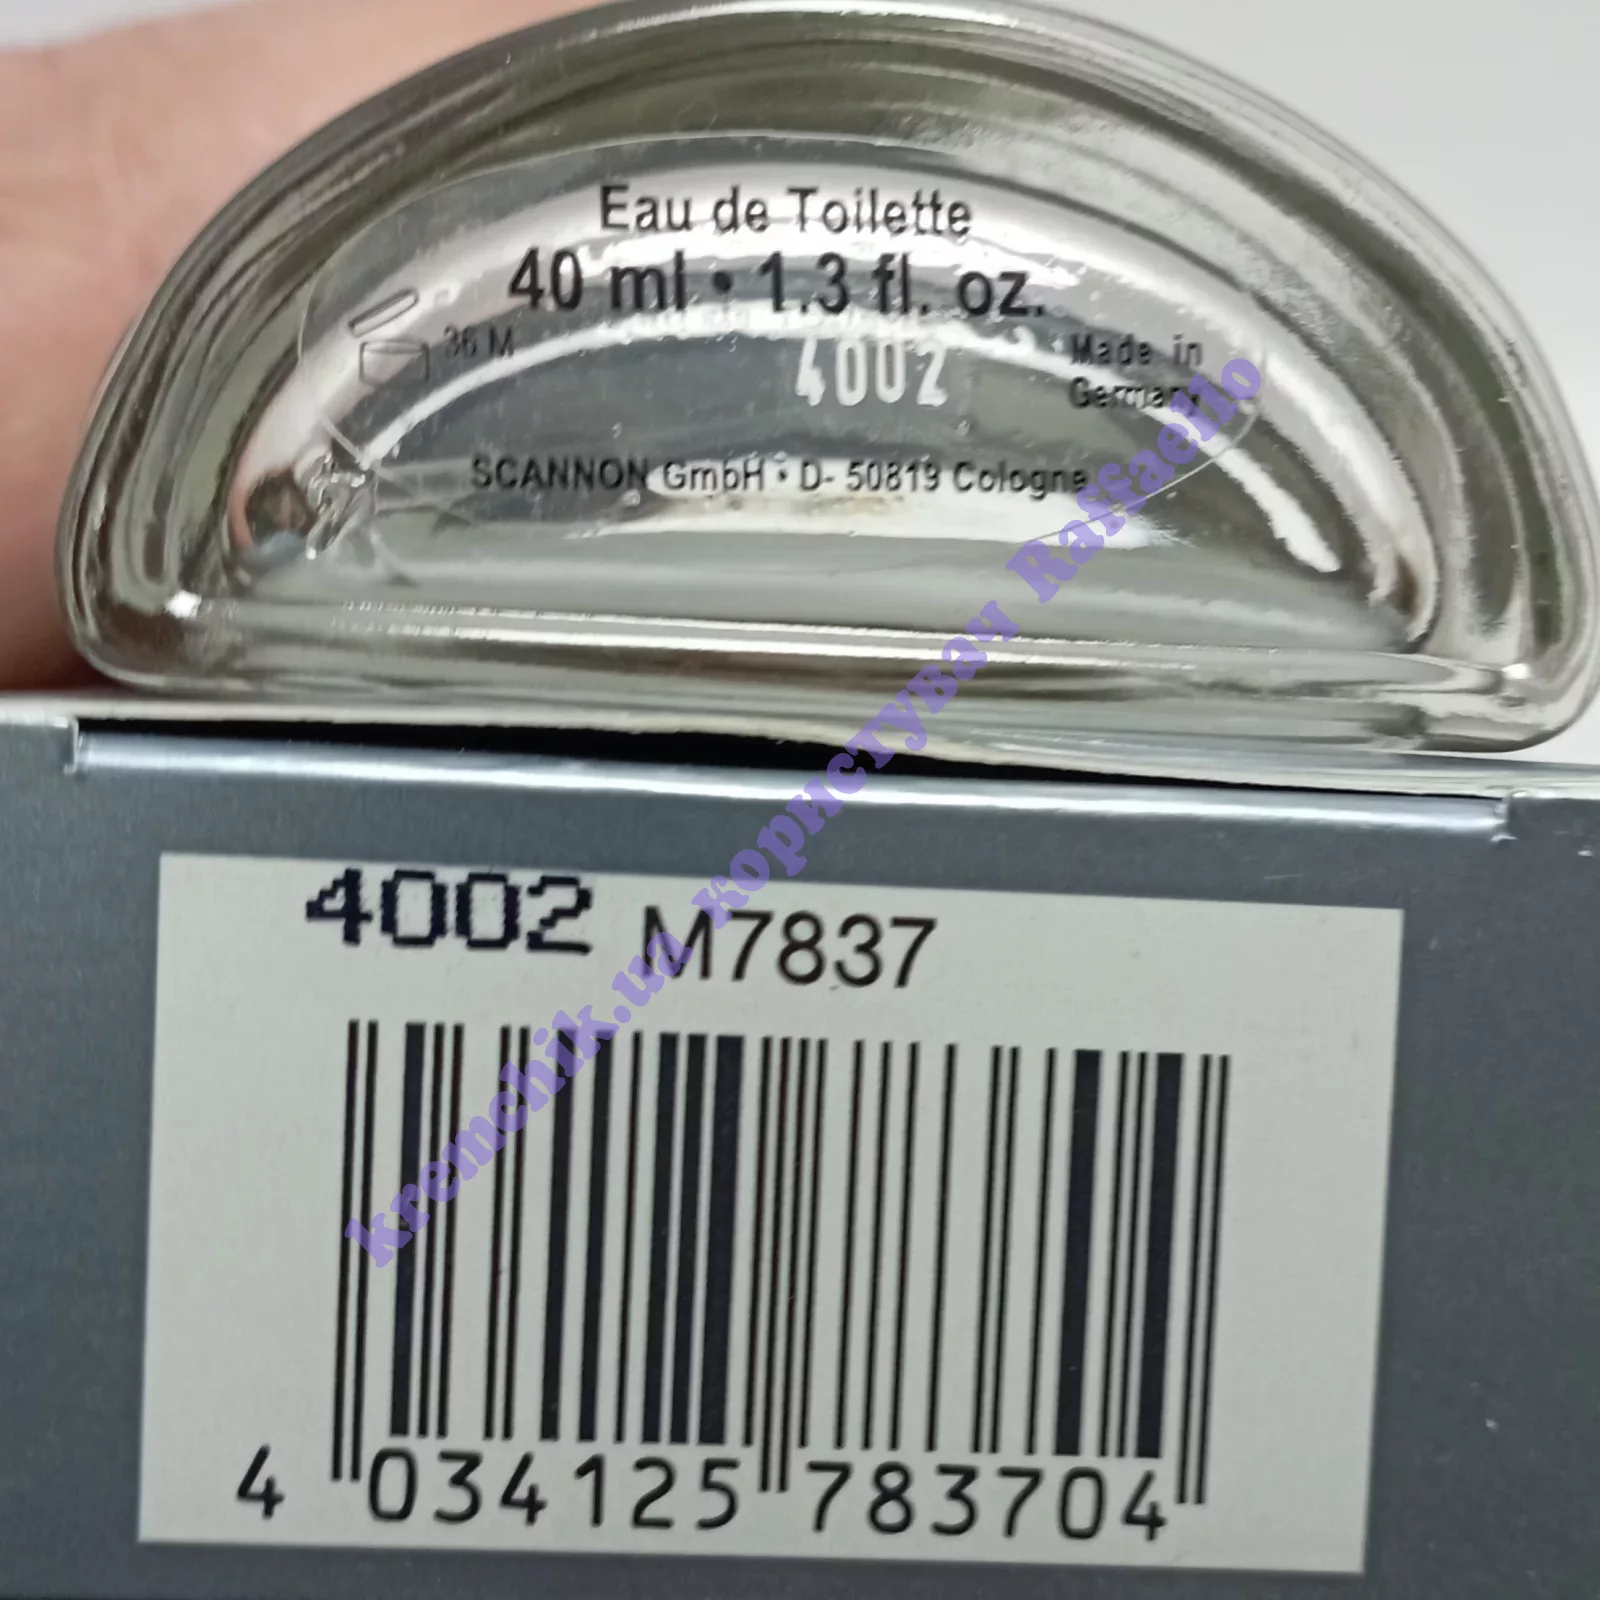 Eau de Toilette
40 ml • 1.3 fl. oz.
36 M
4002
Made in
Germany
SCANNON GmbH • D- 50819 Cologne
4002 M7837
4 034125 783704
kremchik.ua користувач Raffaello